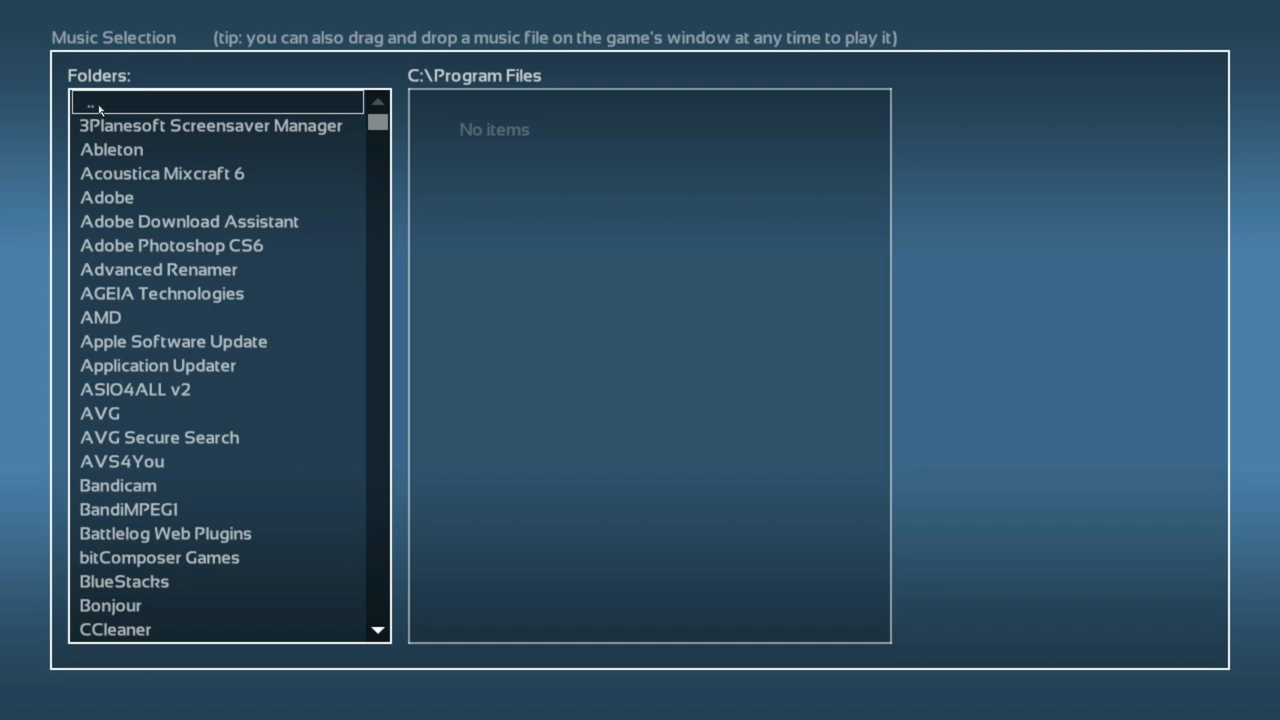 Music Selection (tip: you can also drag and drop a music file on the game's window at any time to play it)
Folders:
C:\Program Files
..
No items
3Planesoft Screensaver Manager
Ableton
Acoustica Mixcraft 6
Adobe
Adobe Download Assistant
Adobe Photoshop CS6
Advanced Renamer
AGEIA Technologies
AMD
Apple Software Update
Application Updater
ASIO4ALL v2
AVG
AVG Secure Search
AVS4You
Bandicam
BandiMPEG1
Battlelog Web Plugins
bitComposer Games
BlueStacks
Bonjour
CCleaner